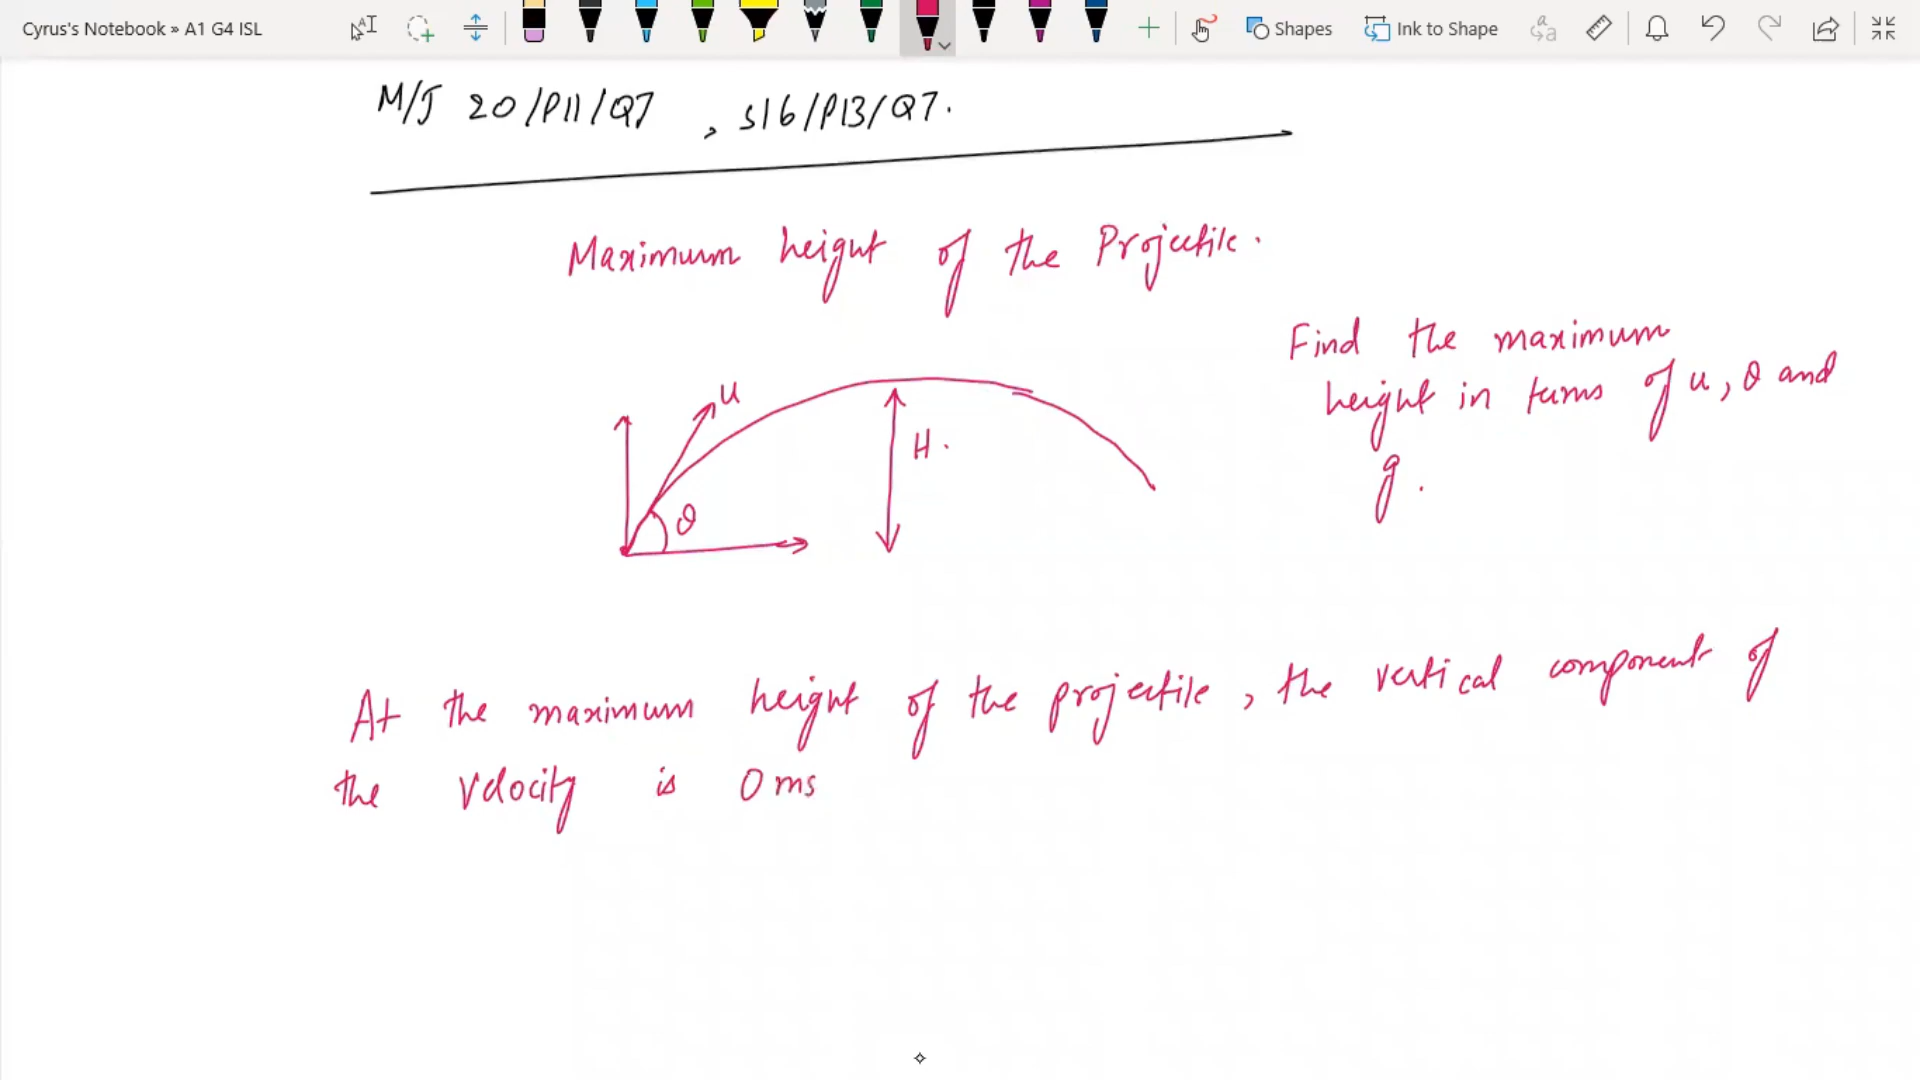 Cyrus's Notebook » A1 G4 ISL
Shapes
Ink to Shape
M/J 20/P11/Q7 , S16/P13/Q7.
Maximum height of the Projectile.
Find the maximum
height in terms of u, θ and
g.
u
H.
θ
At the maximum height of the projectile, the vertical component of
the velocity is 0 ms